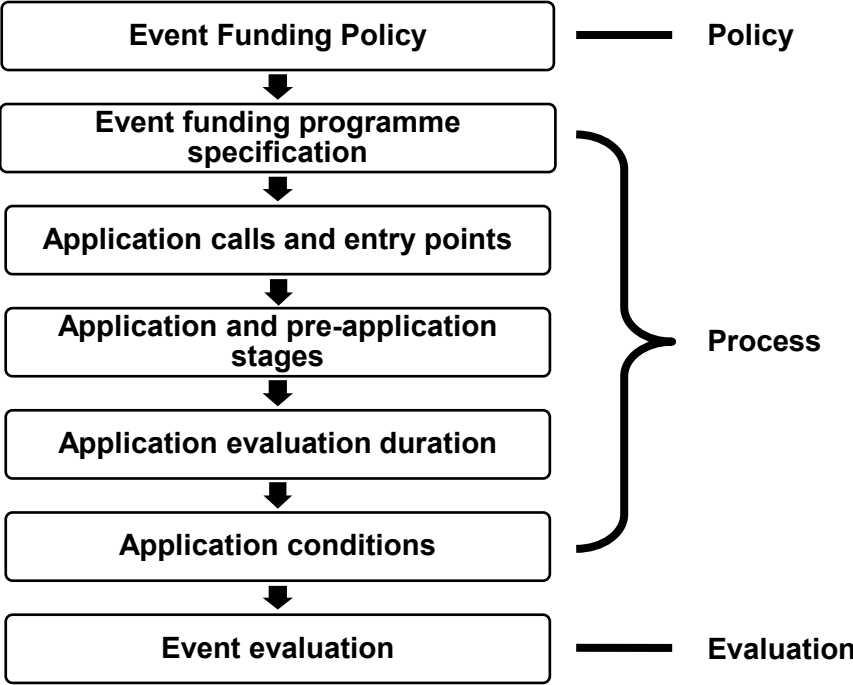 Event Funding Policy
Policy
Event funding programme
specification
Application calls and entry points
Application and pre-application
stages
Process
Application evaluation duration
Application conditions
Event evaluation
Evaluation